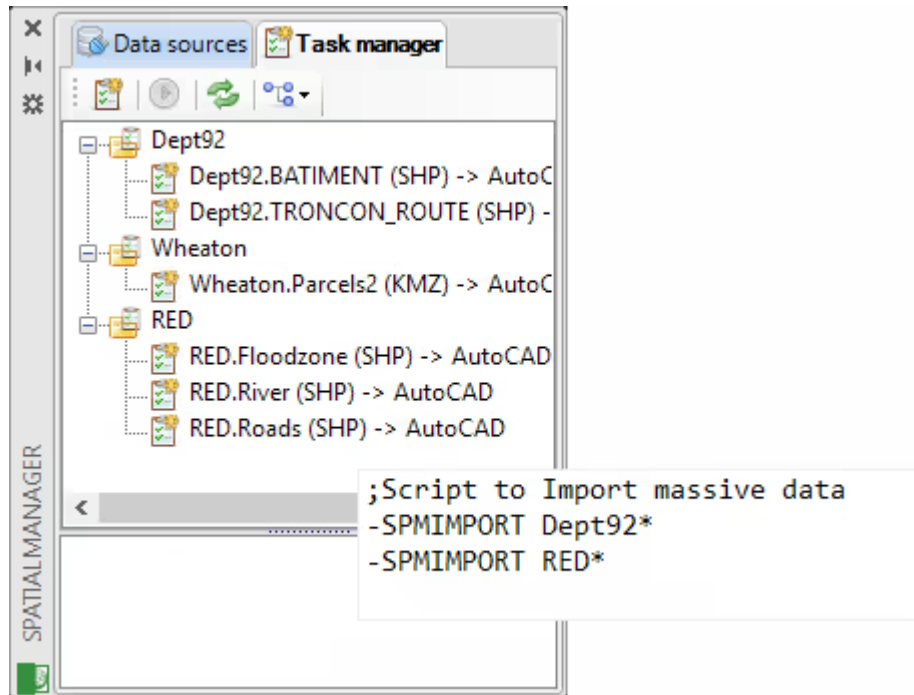 Data sources
Task manager
Dept92
Dept92.BATIMENT (SHP) -> AutoC
Dept92.TRONCON_ROUTE (SHP) -
Wheaton
Wheaton.Parcels2 (KMZ) -> AutoC
RED
RED.Floodzone (SHP) -> AutoCAD
RED.River (SHP) -> AutoCAD
RED.Roads (SHP) -> AutoCAD
SPATIALMANAGER
;Script to Import massive data
-SPMIMPORT Dept92*
-SPMIMPORT RED*